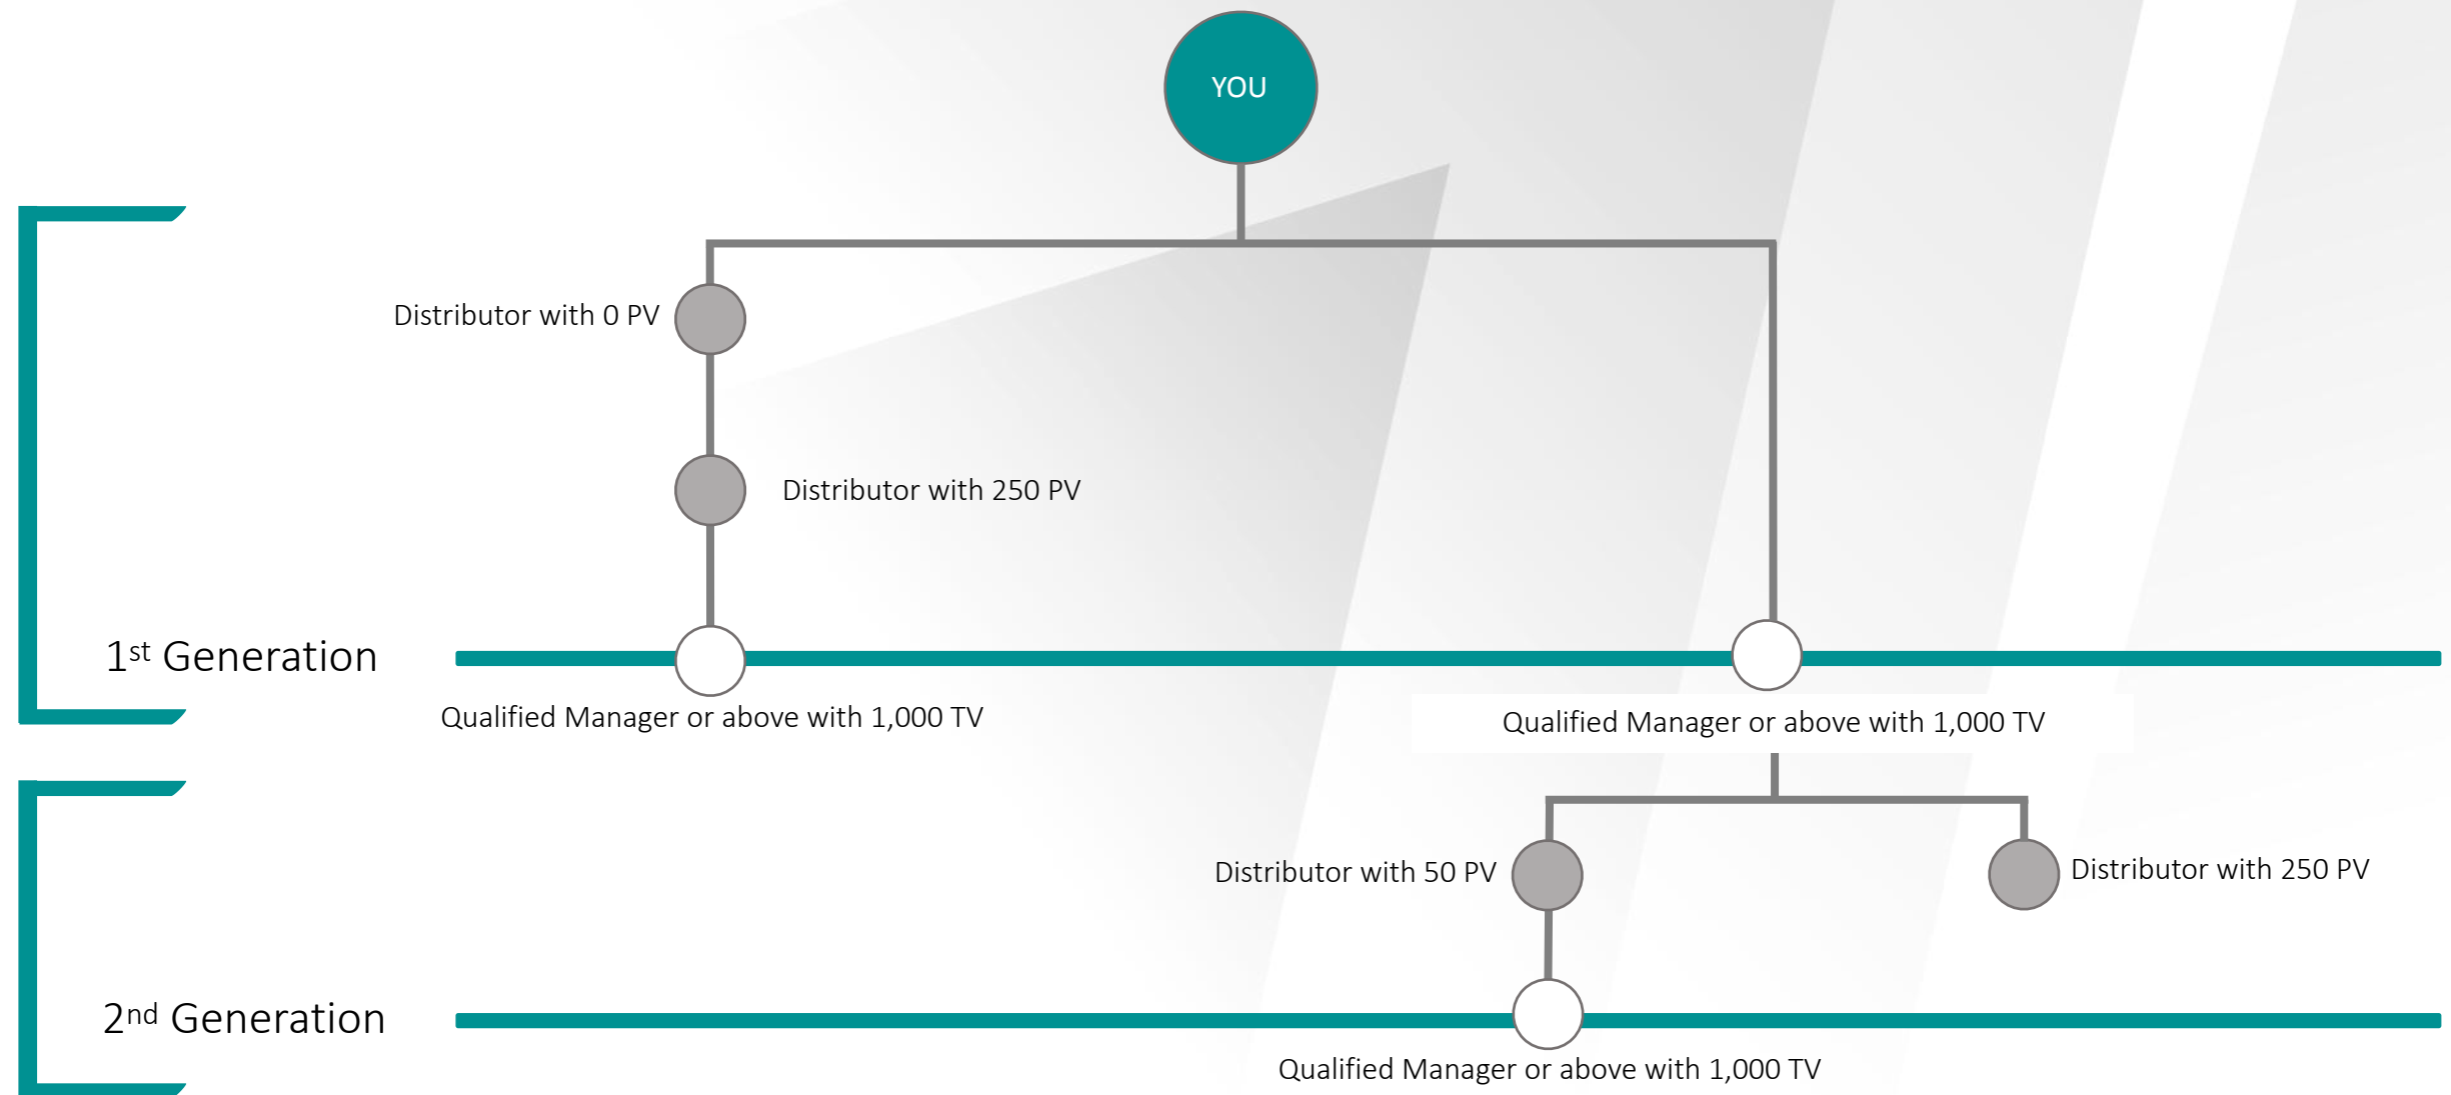 YOU
Distributor with 0 PV
Distributor with 250 PV
1st Generation
Qualified Manager or above with 1,000 TV
Qualified Manager or above with 1,000 TV
Distributor with 50 PV
Distributor with 250 PV
2nd Generation
Qualified Manager or above with 1,000 TV